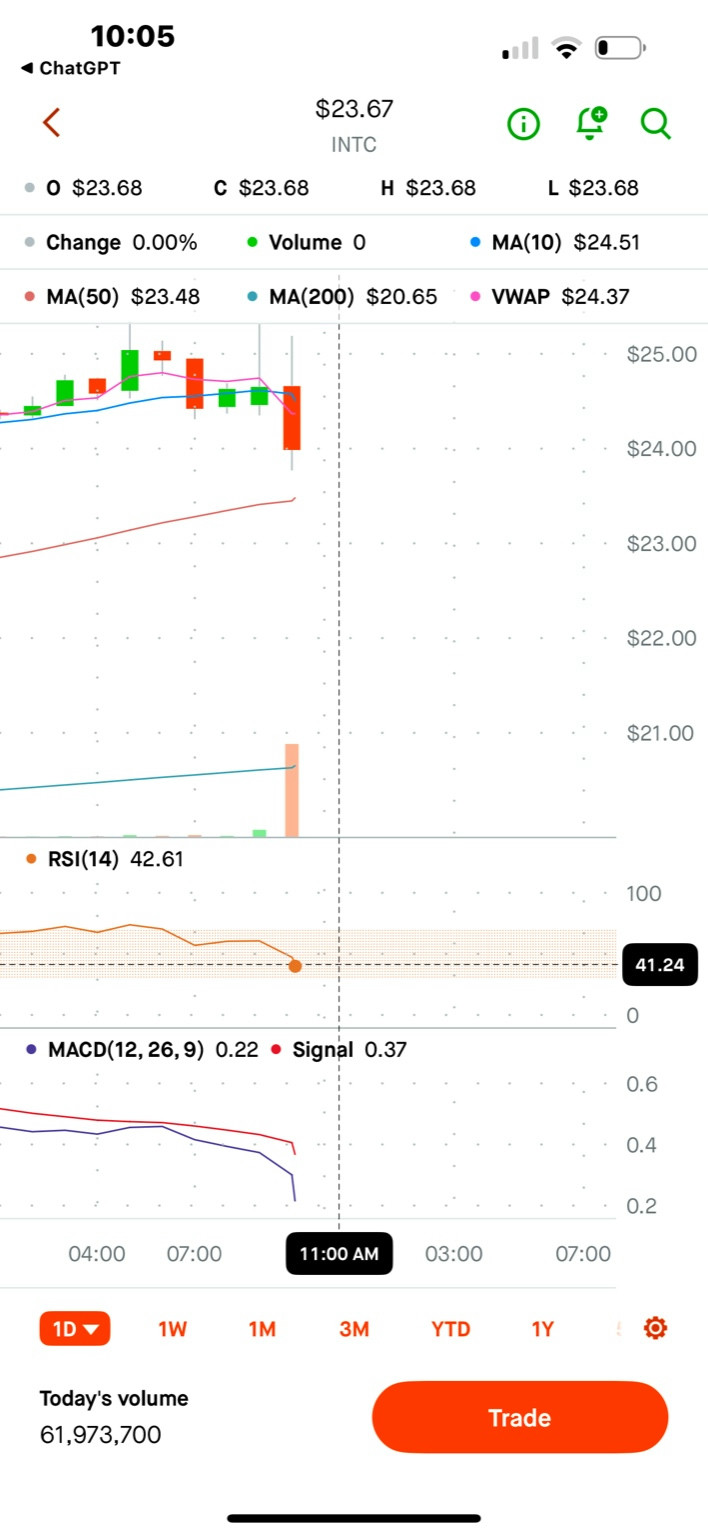 10:05
◀ ChatGPT
$23.67
INTC
O $23.68 C $23.68 H $23.68 L $23.68
Change 0.00% Volume 0 MA(10) $24.51
MA(50) $23.48 MA(200) $20.65 VWAP $24.37
$25.00
$24.00
$23.00
$22.00
$21.00
RSI(14) 42.61
100
41.24
0
MACD(12, 26, 9) 0.22 Signal 0.37
0.6
0.4
0.2
04:00 07:00 11:00 AM 03:00 07:00
1D 1W 1M 3M YTD 1Y
Today's volume
61,973,700
Trade